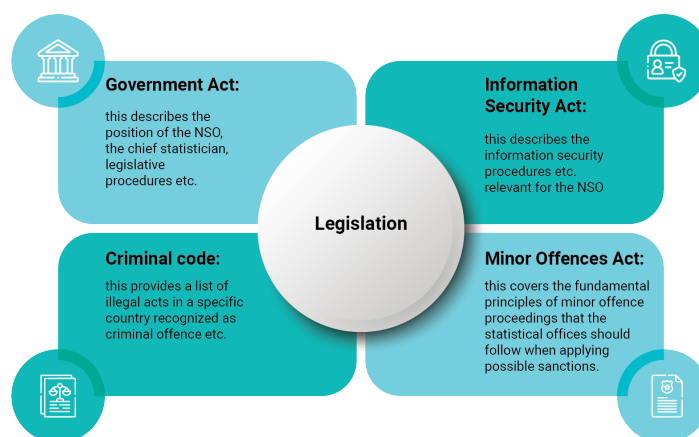 Government Act:
this describes the
position of the NSO,
the chief statistician,
legislative
procedures etc.
Information
Security Act:
this describes the
information security
procedures etc.
relevant for the NSO
Legislation
Criminal code:
this provides a list of
illegal acts in a specific
country recognized as
criminal offence etc.
Minor Offences Act:
this covers the fundamental
principles of minor offence
proceedings that the
statistical offices should
follow when applying
possible sanctions.